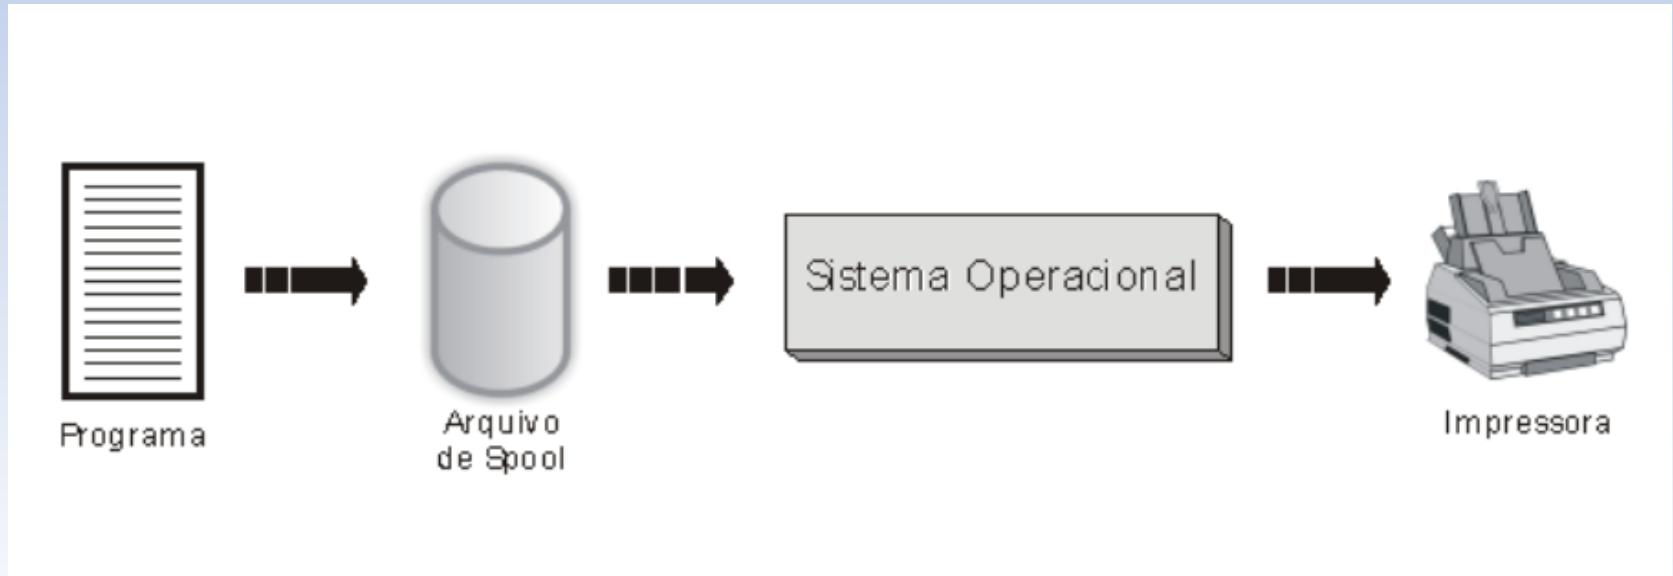 Programa
Arquivo
de Spool
Sistema Operacional
Impressora